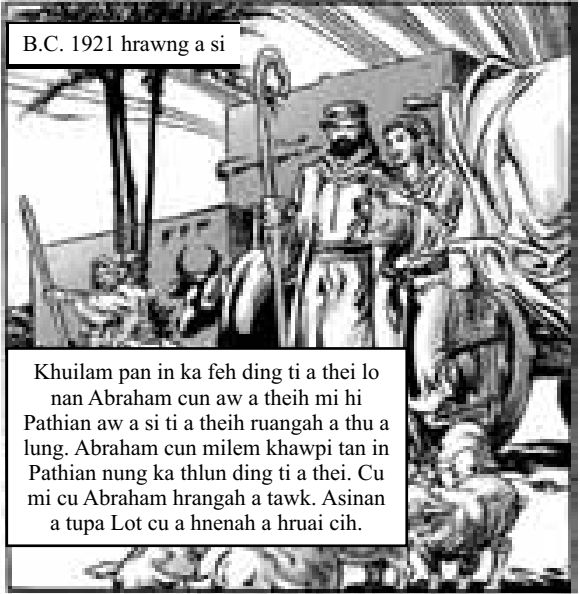 B.C. 1921 hrawng a si
Khuilam pan in ka feh ding ti a thei lo
nan Abraham cun aw a theih mi hi
Pathian aw a si ti a theih ruangah a thu a
lung. Abraham cun milem khawpi tan in
Pathian nung ka thlun ding ti a thei. Cu
mi cu Abraham hrangah a tawk. Asinan
a tupa Lot cu a hnenah a hruai cih.